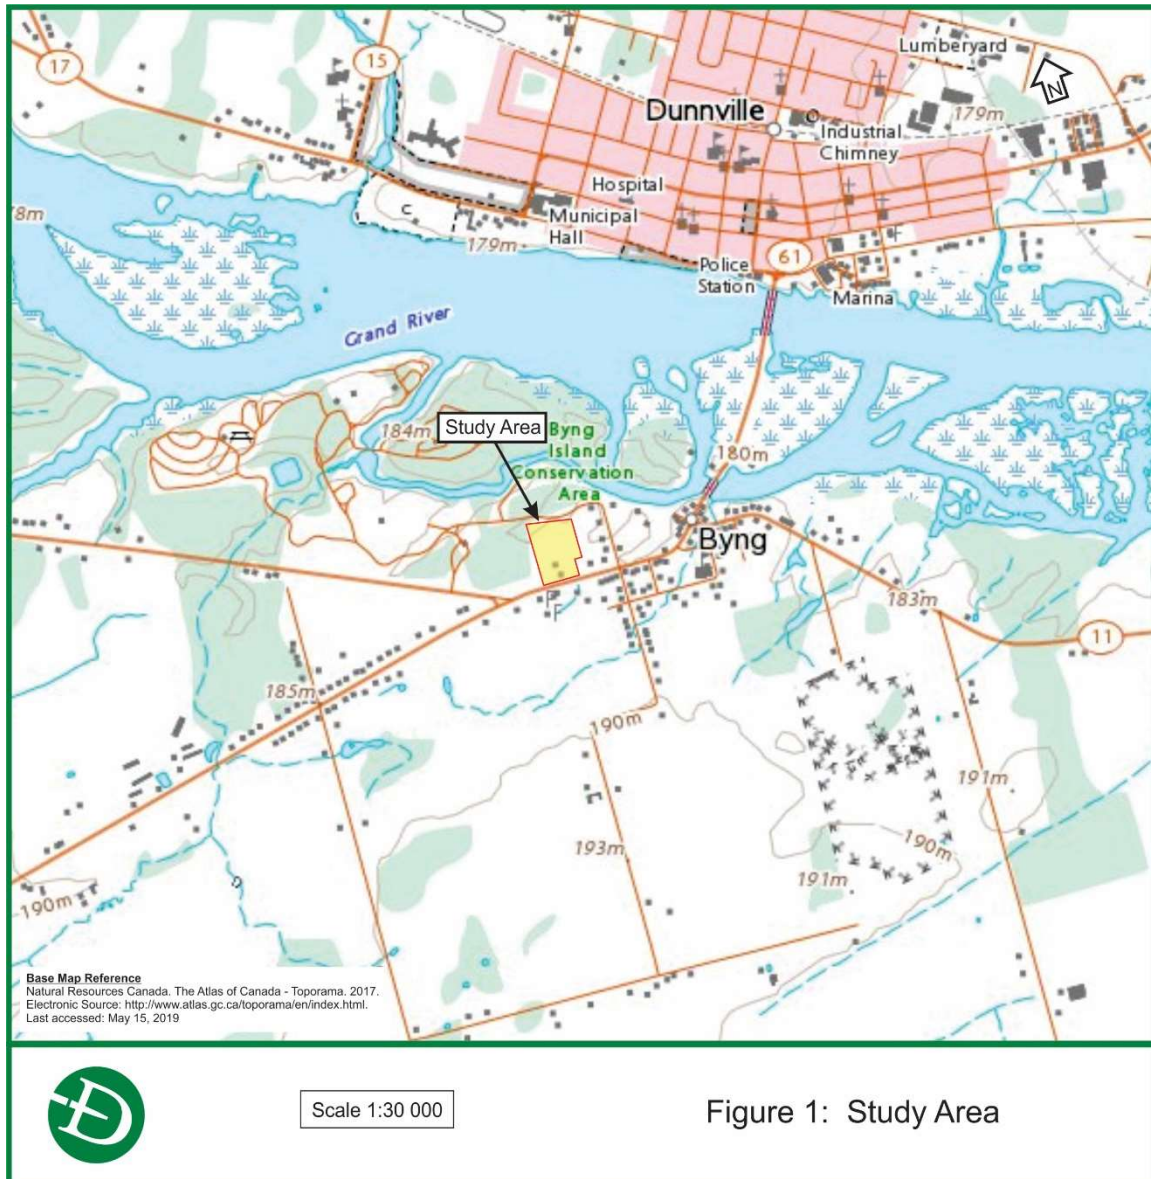 Lumberyard
17
15
N
Dunnville
179m
Industrial
Chimney
Hospital
Municipal
Hall
8m
179m
61
Police
Station
Marina
Grand River
Study Area
184m
Byng
Island
Conservation
Area
180m
Byng
183m
11
F
F
185m
190m
191m
193m
190m
191m
190m
Base Map Reference
Natural Resources Canada. The Atlas of Canada - Toporama. 2017.
Electronic Source: http://www.atlas.gc.ca/toporama/en/index.html.
Last accessed: May 15, 2019
D
Scale 1:30 000
Figure 1: Study Area